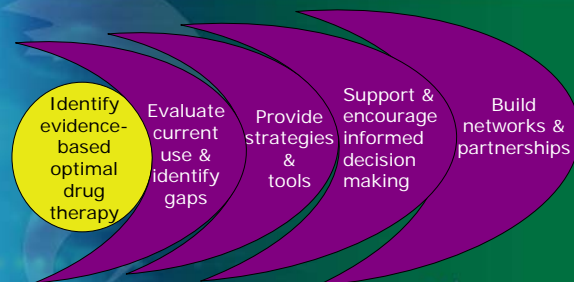 Identify
evidence-
based
optimal
drug
therapy
Evaluate
current
use &
identify
gaps
Provide
strategies
&
tools
Support &
encourage
informed
decision
making
Build
networks &
partnerships